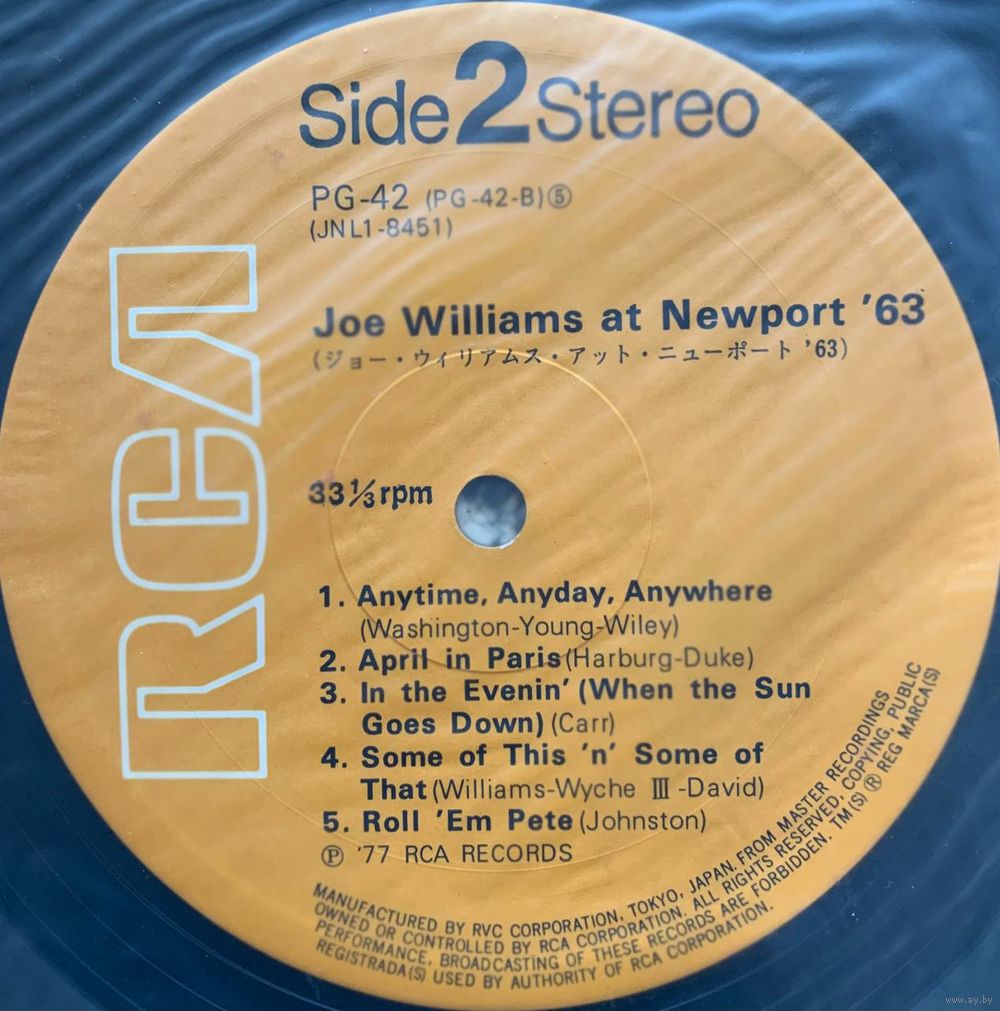 Side 2 Stereo
PG-42 (PG-42-B)⑤
(JNL1-8451)
RCA
Joe Williams at Newport '63
(ジョー・ウィリアムス・アット・ニューポート '63)
33⅓rpm
1. Anytime, Anyday, Anywhere
(Washington-Young-Wiley)
2. April in Paris(Harburg-Duke)
3. In the Evenin' (When the Sun
Goes Down)(Carr)
4. Some of This 'n' Some of
That(Williams-Wyche Ⅲ-David)
5. Roll 'Em Pete(Johnston)
Ⓟ '77 RCA RECORDS
MANUFACTURED BY RVC CORPORATION, TOKYO, JAPAN. FROM MASTER RECORDINGS
OWNED OR CONTROLLED BY RCA CORPORATION. ALL RIGHTS RESERVED, COPYING, PUBLIC
PERFORMANCE, BROADCASTING OF THESE RECORDS ARE FORBIDDEN. TM(S) ® REG MARCA(S)
REGISTRADA(S) USED BY AUTHORITY OF RCA CORPORATION.
www.ay.by